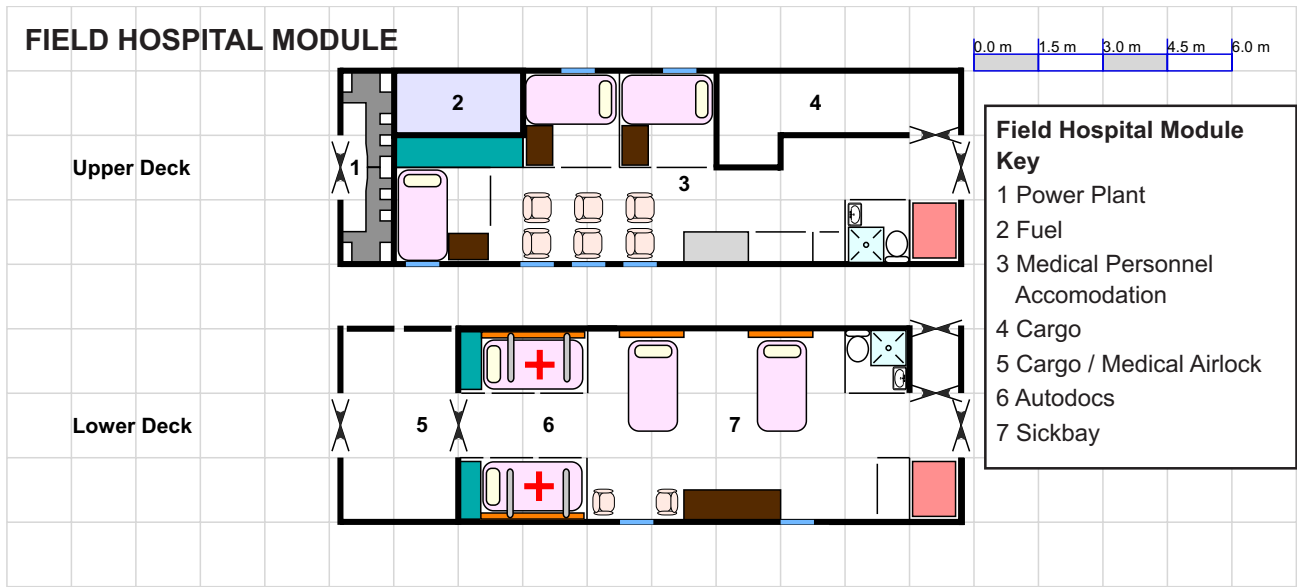 FIELD HOSPITAL MODULE
0.0 m 1.5 m 3.0 m 4.5 m 6.0 m
2
4
Upper Deck
1
3
Field Hospital Module
Key
1 Power Plant
2 Fuel
3 Medical Personnel
Accomodation
4 Cargo
5 Cargo / Medical Airlock
6 Autodocs
7 Sickbay
Lower Deck
5
6
7